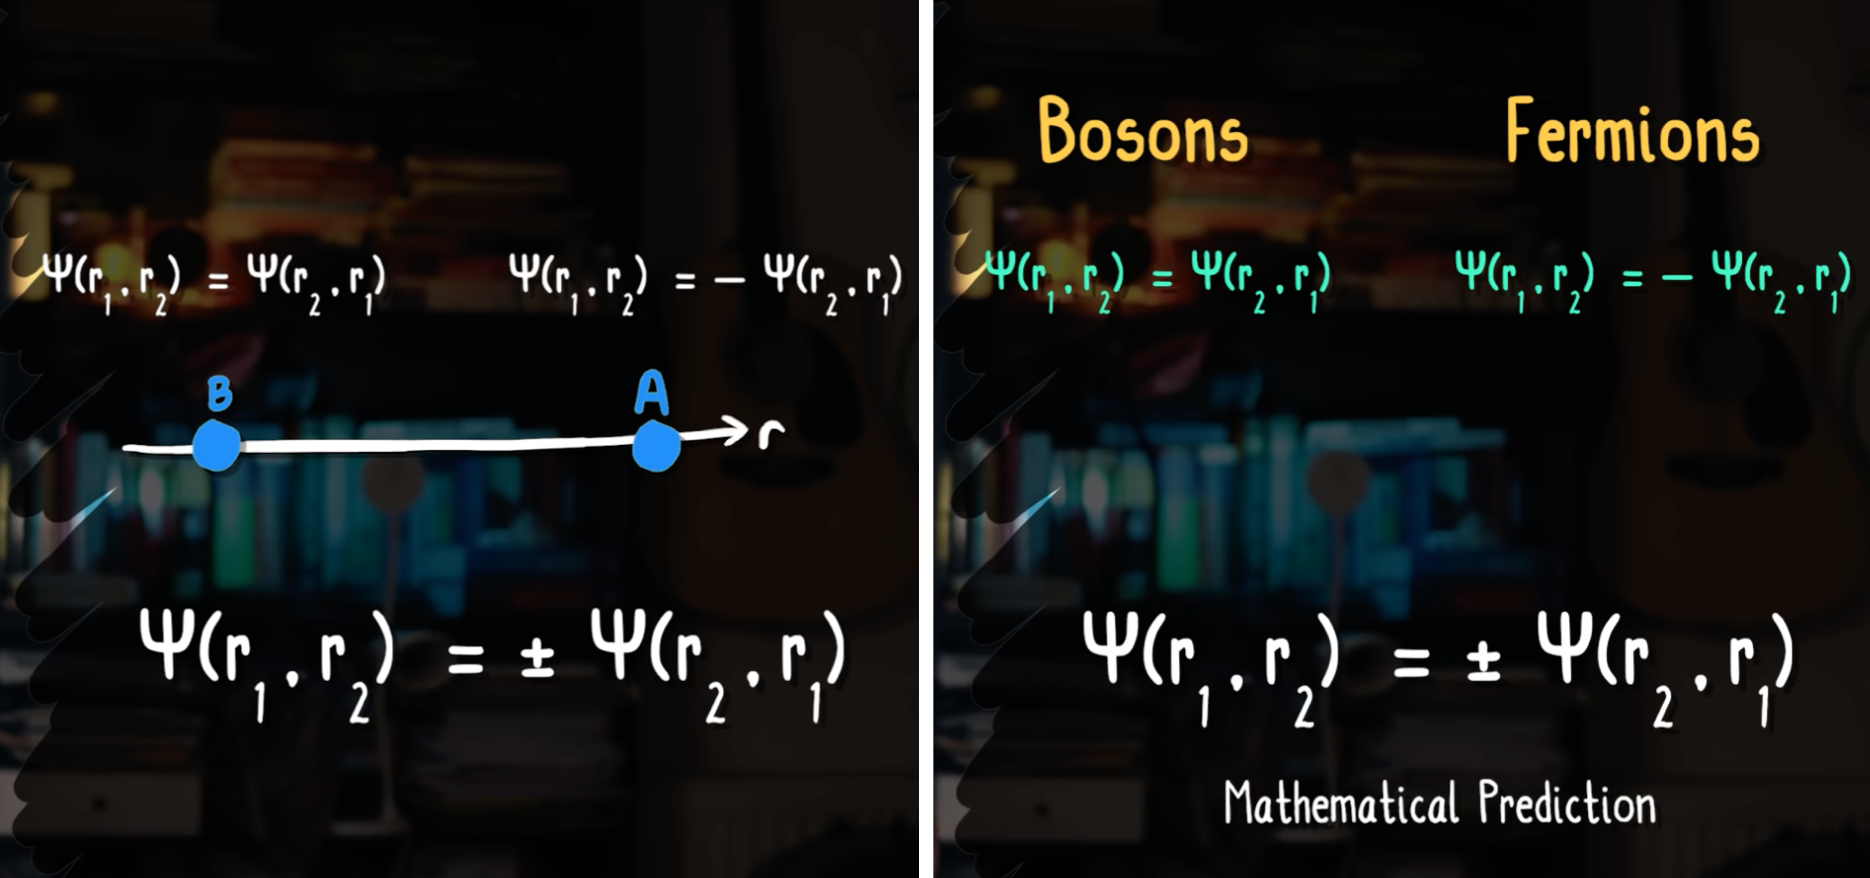 Ψ(r₁, r₂) = Ψ(r₂, r₁)
Ψ(r₁, r₂) = − Ψ(r₂, r₁)
B
A
r
Ψ(r₁, r₂) = ± Ψ(r₂, r₁)
Bosons
Fermions
Ψ(r₁, r₂) = Ψ(r₂, r₁)
Ψ(r₁, r₂) = − Ψ(r₂, r₁)
Ψ(r₁, r₂) = ± Ψ(r₂, r₁)
Mathematical Prediction